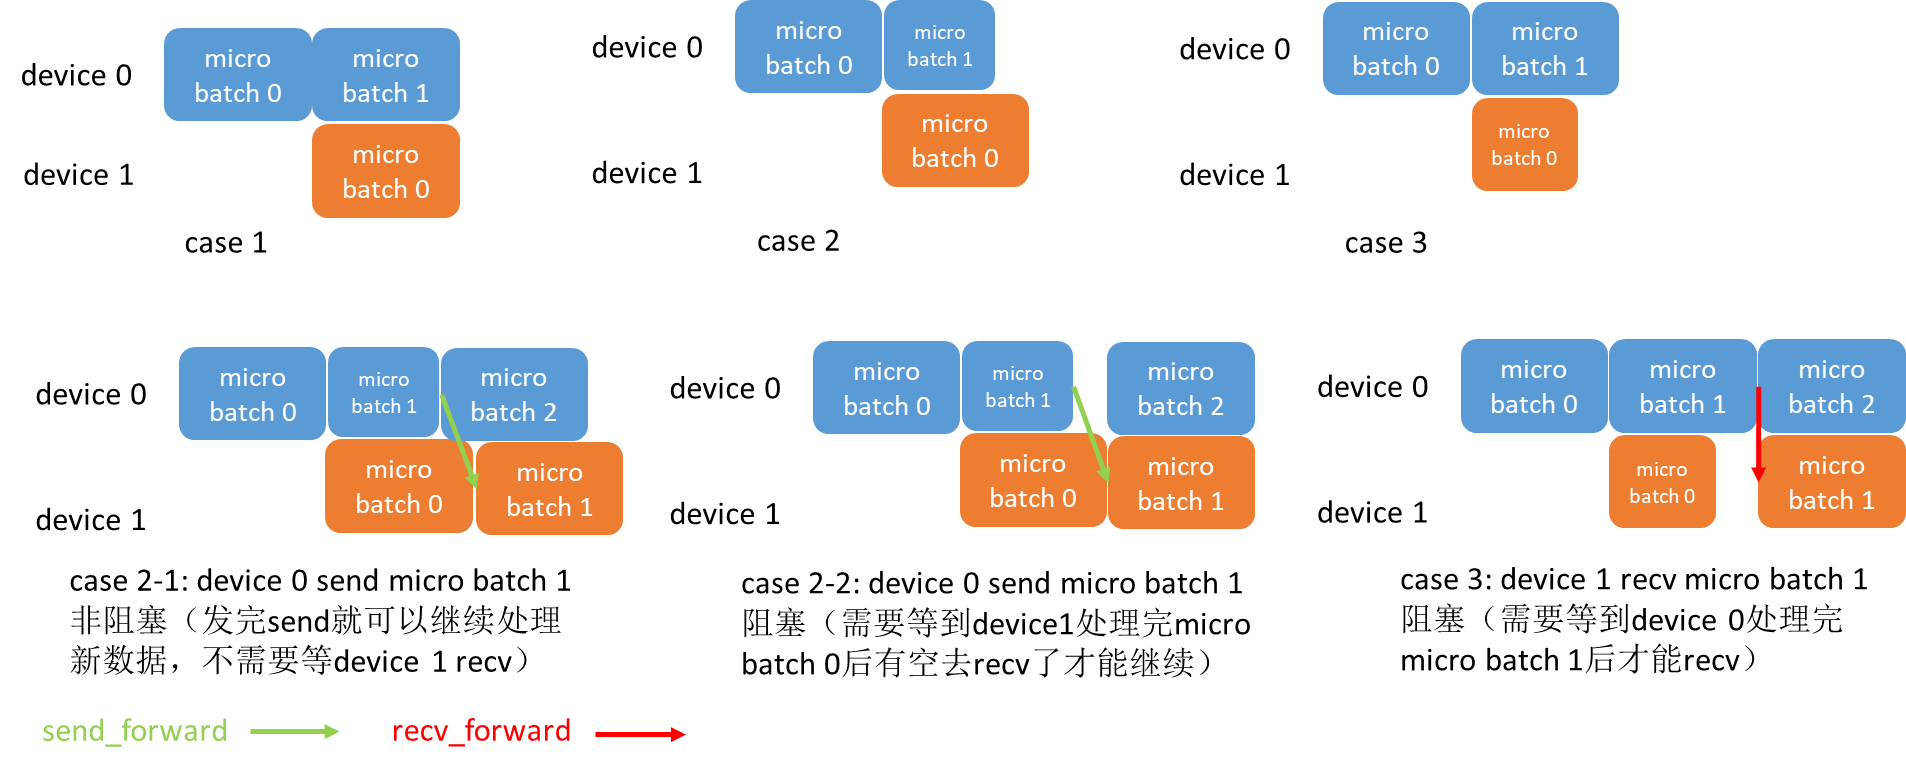 device 0
micro
batch 0
micro
batch 1
device 1
micro
batch 0
case 1
device 0
micro
batch 0
micro
batch 1
device 1
micro
batch 0
case 2
device 0
micro
batch 0
micro
batch 1
device 1
micro
batch 0
case 3
device 0
micro
batch 0
micro
batch 1
micro
batch 2
device 1
micro
batch 0
micro
batch 1
case 2-1: device 0 send micro batch 1
非阻塞（发完send就可以继续处理
新数据，不需要等device 1 recv）
device 0
micro
batch 0
micro
batch 1
micro
batch 2
device 1
micro
batch 0
micro
batch 1
case 2-2: device 0 send micro batch 1
阻塞（需要等到device1处理完micro
batch 0后有空去recv了才能继续）
device 0
micro
batch 0
micro
batch 1
micro
batch 2
device 1
micro
batch 0
micro
batch 1
case 3: device 1 recv micro batch 1
阻塞（需要等到device 0处理完
micro batch 1后才能recv）
send_forward
recv_forward